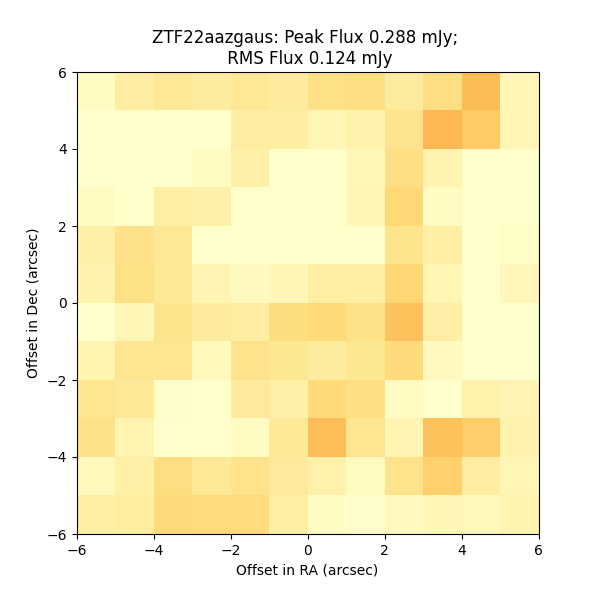 ZTF22aazgaus: Peak Flux 0.288 mJy;
RMS Flux 0.124 mJy
6
4
2
0
−2
−4
−6
Offset in Dec (arcsec)
−6 −4 −2 0 2 4 6
Offset in RA (arcsec)